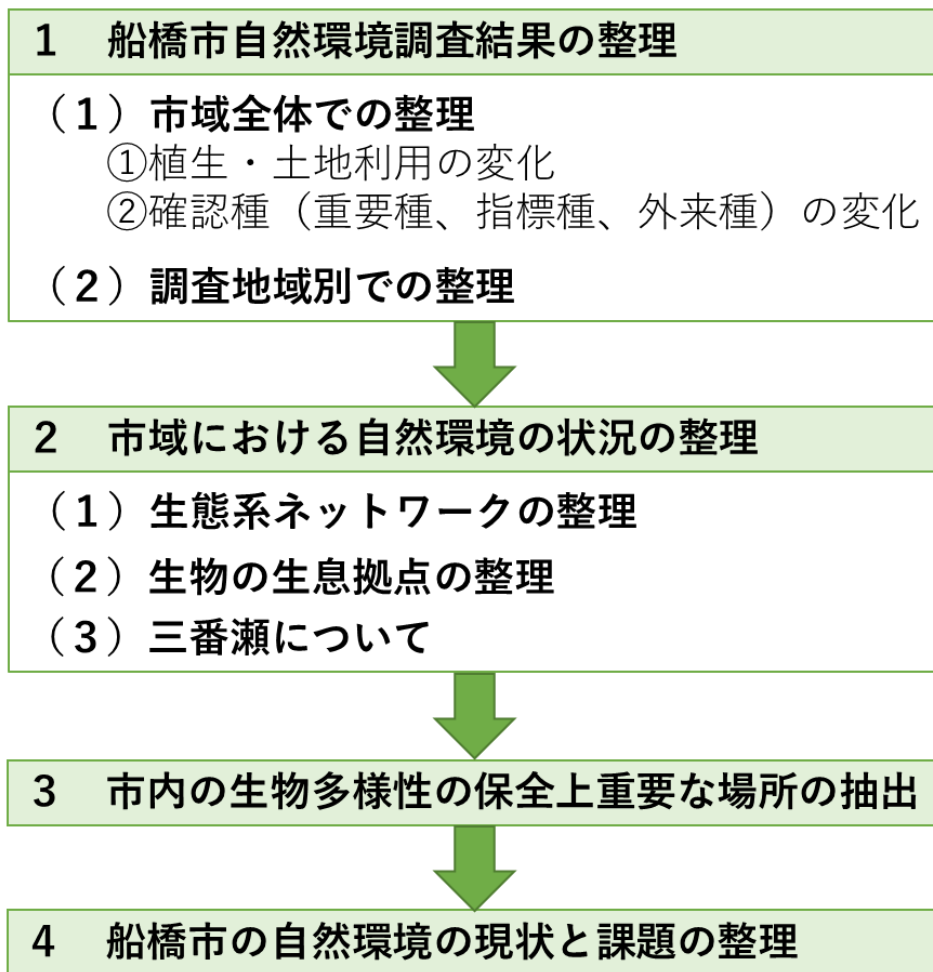 1 船橋市自然環境調査結果の整理
（1）市域全体での整理
①植生・土地利用の変化
②確認種（重要種、指標種、外来種）の変化
（2）調査地域別での整理
2 市域における自然環境の状況の整理
（1）生態系ネットワークの整理
（2）生物の生息拠点の整理
（3）三番瀬について
3 市内の生物多様性の保全上重要な場所の抽出
4 船橋市の自然環境の現状と課題の整理